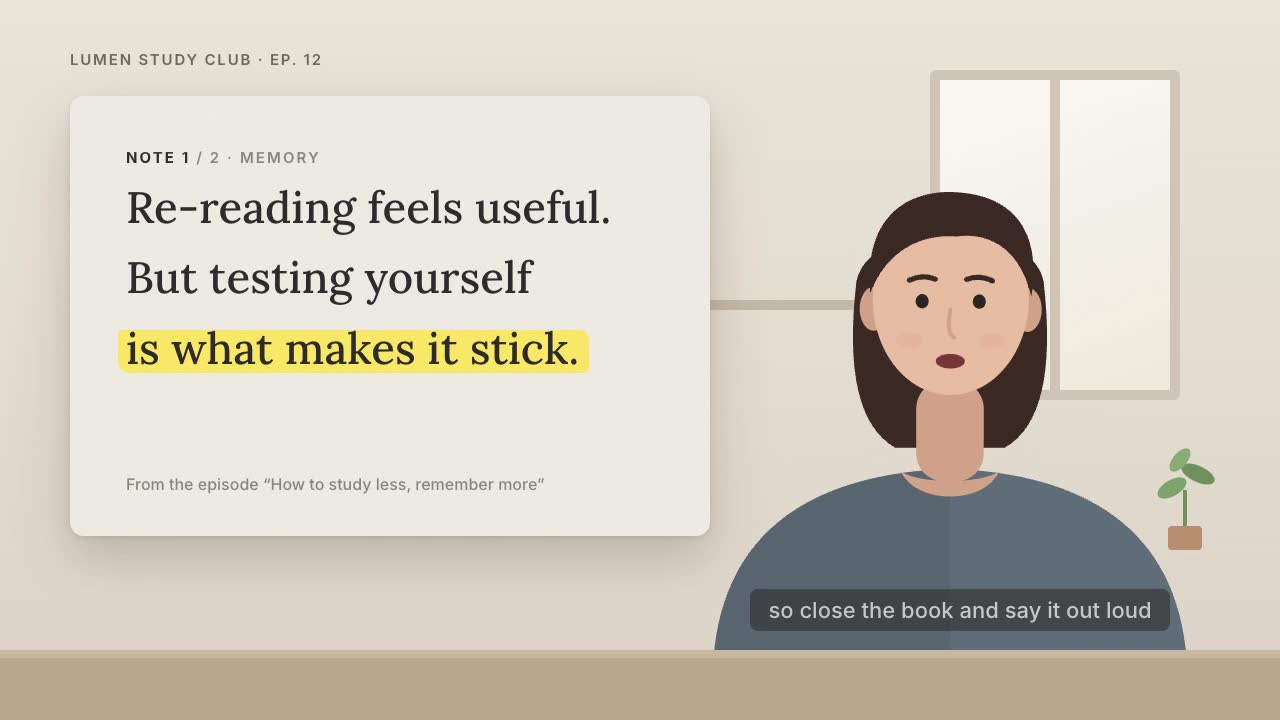 LUMEN STUDY CLUB · EP. 12
NOTE 1 / 2 · MEMORY
Re-reading feels useful.
But testing yourself
is what makes it stick.
From the episode “How to study less, remember more”
so close the book and say it out loud